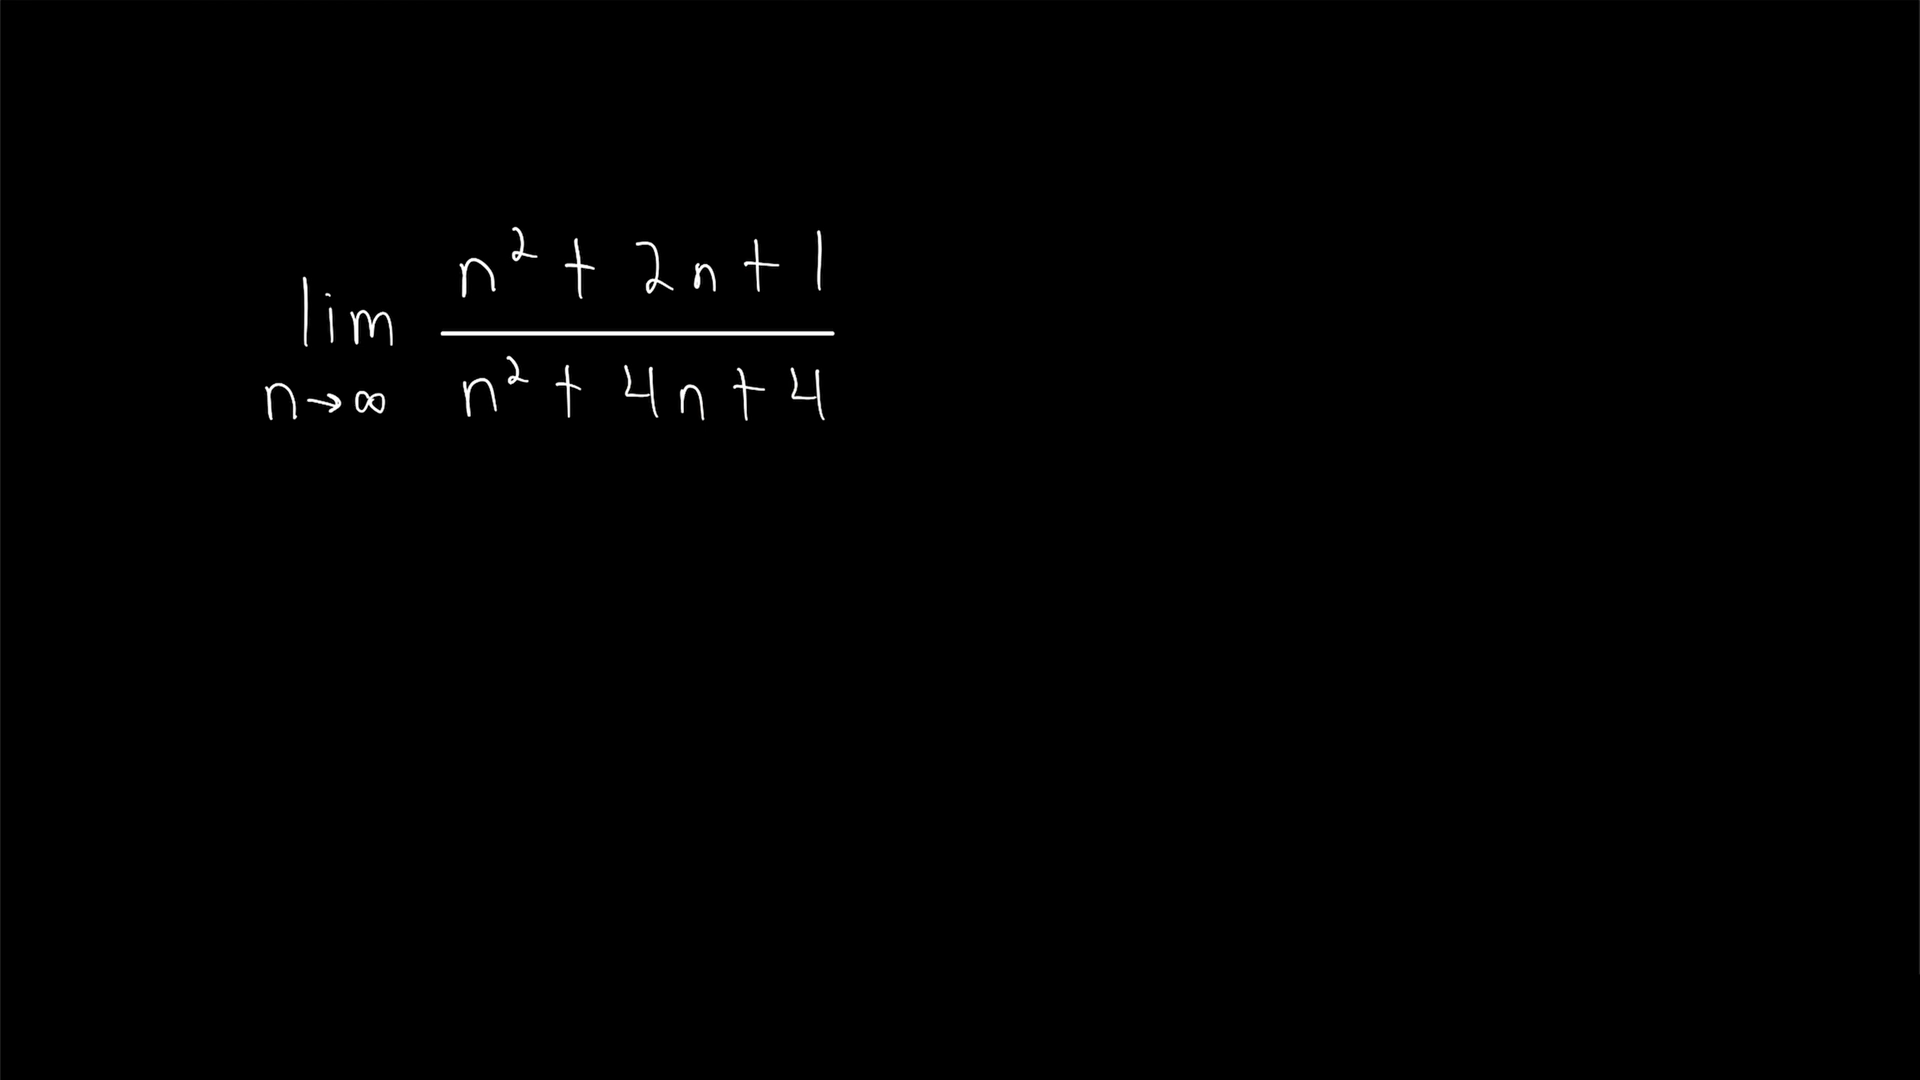 lim n→∞ (n² + 2n + 1) / (n² + 4n + 4)